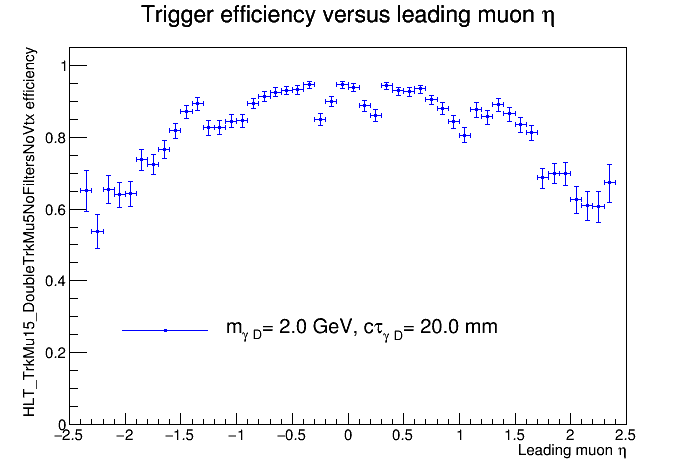 Trigger efficiency versus leading muon η
HLT_TrkMu15_DoubleTrkMu5NoFiltersNoVtx efficiency
1
0.8
0.6
0.4
0.2
0
m_γ D= 2.0 GeV, cτ_γ D= 20.0 mm
−2.5 −2 −1.5 −1 −0.5 0 0.5 1 1.5 2 2.5
Leading muon η